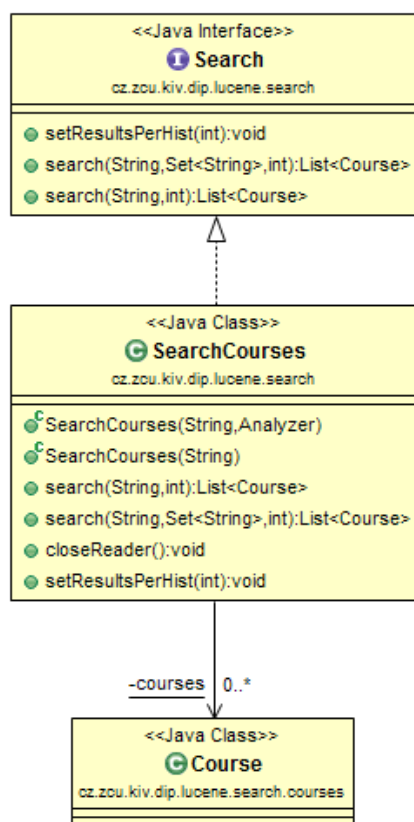 <<Java Interface>>
I Search
cz.zcu.kiv.dip.lucene.search
setResultsPerHist(int):void
search(String,Set<String>,int):List<Course>
search(String,int):List<Course>
<<Java Class>>
C SearchCourses
cz.zcu.kiv.dip.lucene.search
C SearchCourses(String,Analyzer)
C SearchCourses(String)
search(String,int):List<Course>
search(String,Set<String>,int):List<Course>
closeReader():void
setResultsPerHist(int):void
-courses 0..*
<<Java Class>>
C Course
cz.zcu.kiv.dip.lucene.search.courses